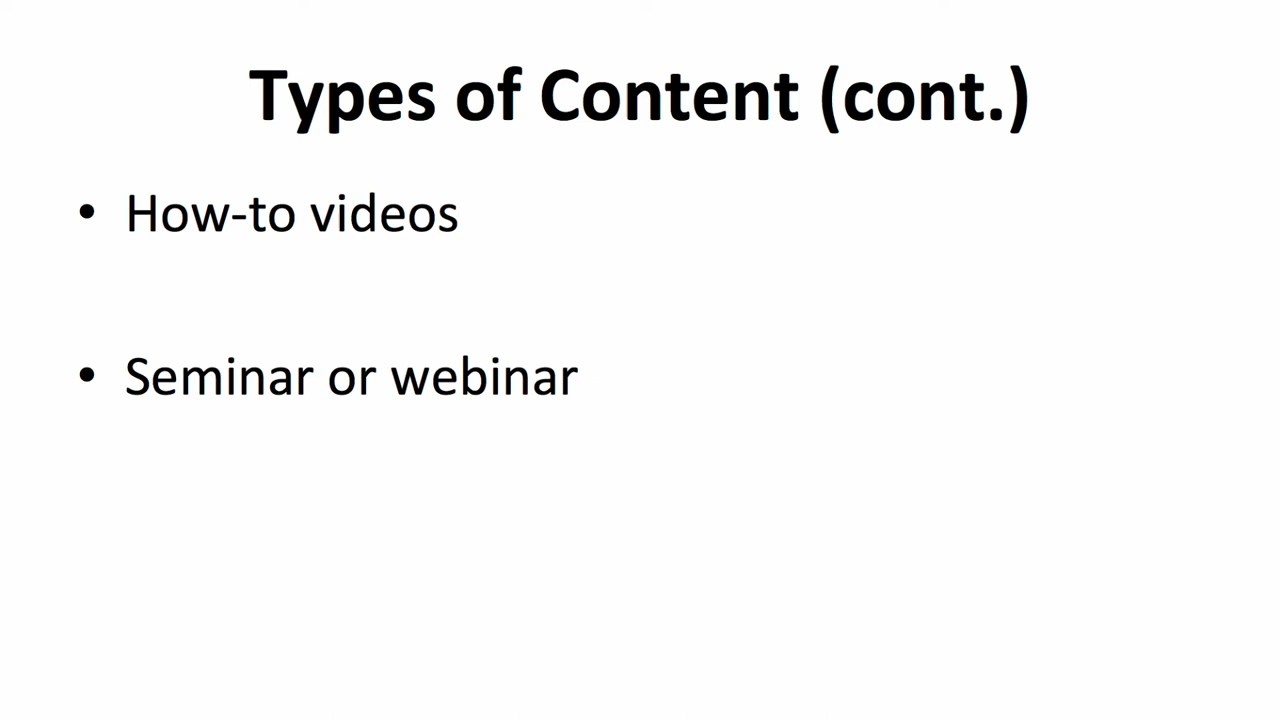 Types of Content (cont.)
• How-to videos
• Seminar or webinar